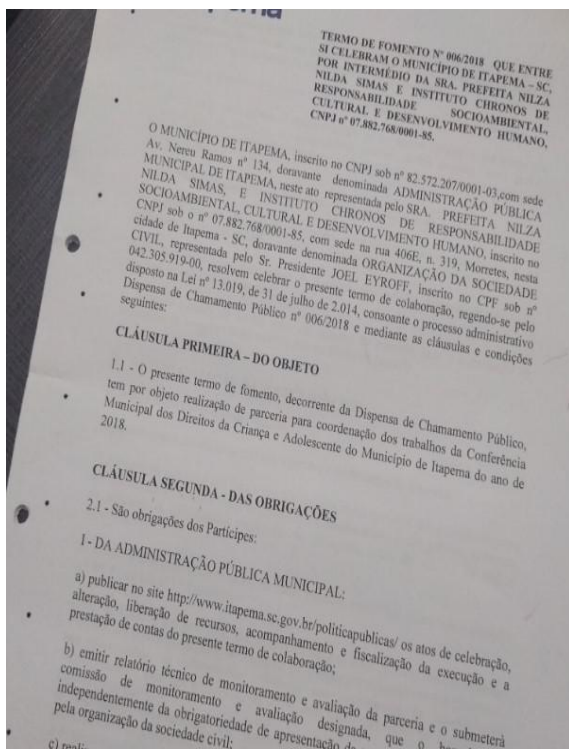 TERMO DE FOMENTO Nº 006/2018 QUE ENTRE
SI CELEBRAM O MUNICÍPIO DE ITAPEMA – SC,
POR INTERMÉDIO DA SRA. PREFEITA NILZA
NILDA SIMAS E INSTITUTO CHRONOS DE
RESPONSABILIDADE SOCIOAMBIENTAL,
CULTURAL E DESENVOLVIMENTO HUMANO,
CNPJ nº 07.882.768/0001-85.
O MUNICÍPIO DE ITAPEMA, inscrito no CNPJ sob nº 82.572.207/0001-03,com sede
Av. Nereu Ramos nº 134, doravante denominada ADMINISTRAÇÃO PÚBLICA
MUNICIPAL DE ITAPEMA, neste ato representada pelo SRA. PREFEITA NILZA
NILDA SIMAS, E INSTITUTO CHRONOS DE RESPONSABILIDADE
SOCIOAMBIENTAL, CULTURAL E DESENVOLVIMENTO HUMANO, inscrito no
CNPJ sob o nº 07.882.768/0001-85, com sede na rua 406E, n. 319, Morretes, nesta
cidade de Itapema - SC, doravante denominada ORGANIZAÇÃO DA SOCIEDADE
CIVIL, representada pelo Sr. Presidente JOEL EYROFF, inscrito no CPF sob nº
042.305.919-00, resolvem celebrar o presente termo de colaboração, regendo-se pelo
disposto na Lei nº 13.019, de 31 de julho de 2.014, consoante o processo administrativo
Dispensa de Chamamento Público nº 006/2018 e mediante as cláusulas e condições
seguintes:
CLÁUSULA PRIMEIRA – DO OBJETO
1.1 - O presente termo de fomento, decorrente da Dispensa de Chamamento Público,
tem por objeto realização de parceria para coordenação dos trabalhos da Conferência
Municipal dos Direitos da Criança e Adolescente do Município de Itapema do ano de
2018.
CLÁUSULA SEGUNDA - DAS OBRIGAÇÕES
2.1 - São obrigações dos Partícipes:
I - DA ADMINISTRAÇÃO PÚBLICA MUNICIPAL:
a) publicar no site http://www.itapema.sc.gov.br/politicapublicas/ os atos de celebração,
alteração, liberação de recursos, acompanhamento e fiscalização da execução e a
prestação de contas do presente termo de colaboração;
b) emitir relatório técnico de monitoramento e avaliação da parceria e o submeterá
comissão de monitoramento e avaliação designada, que o
independentemente da obrigatoriedade de apresentação
pela organização da sociedade civil;